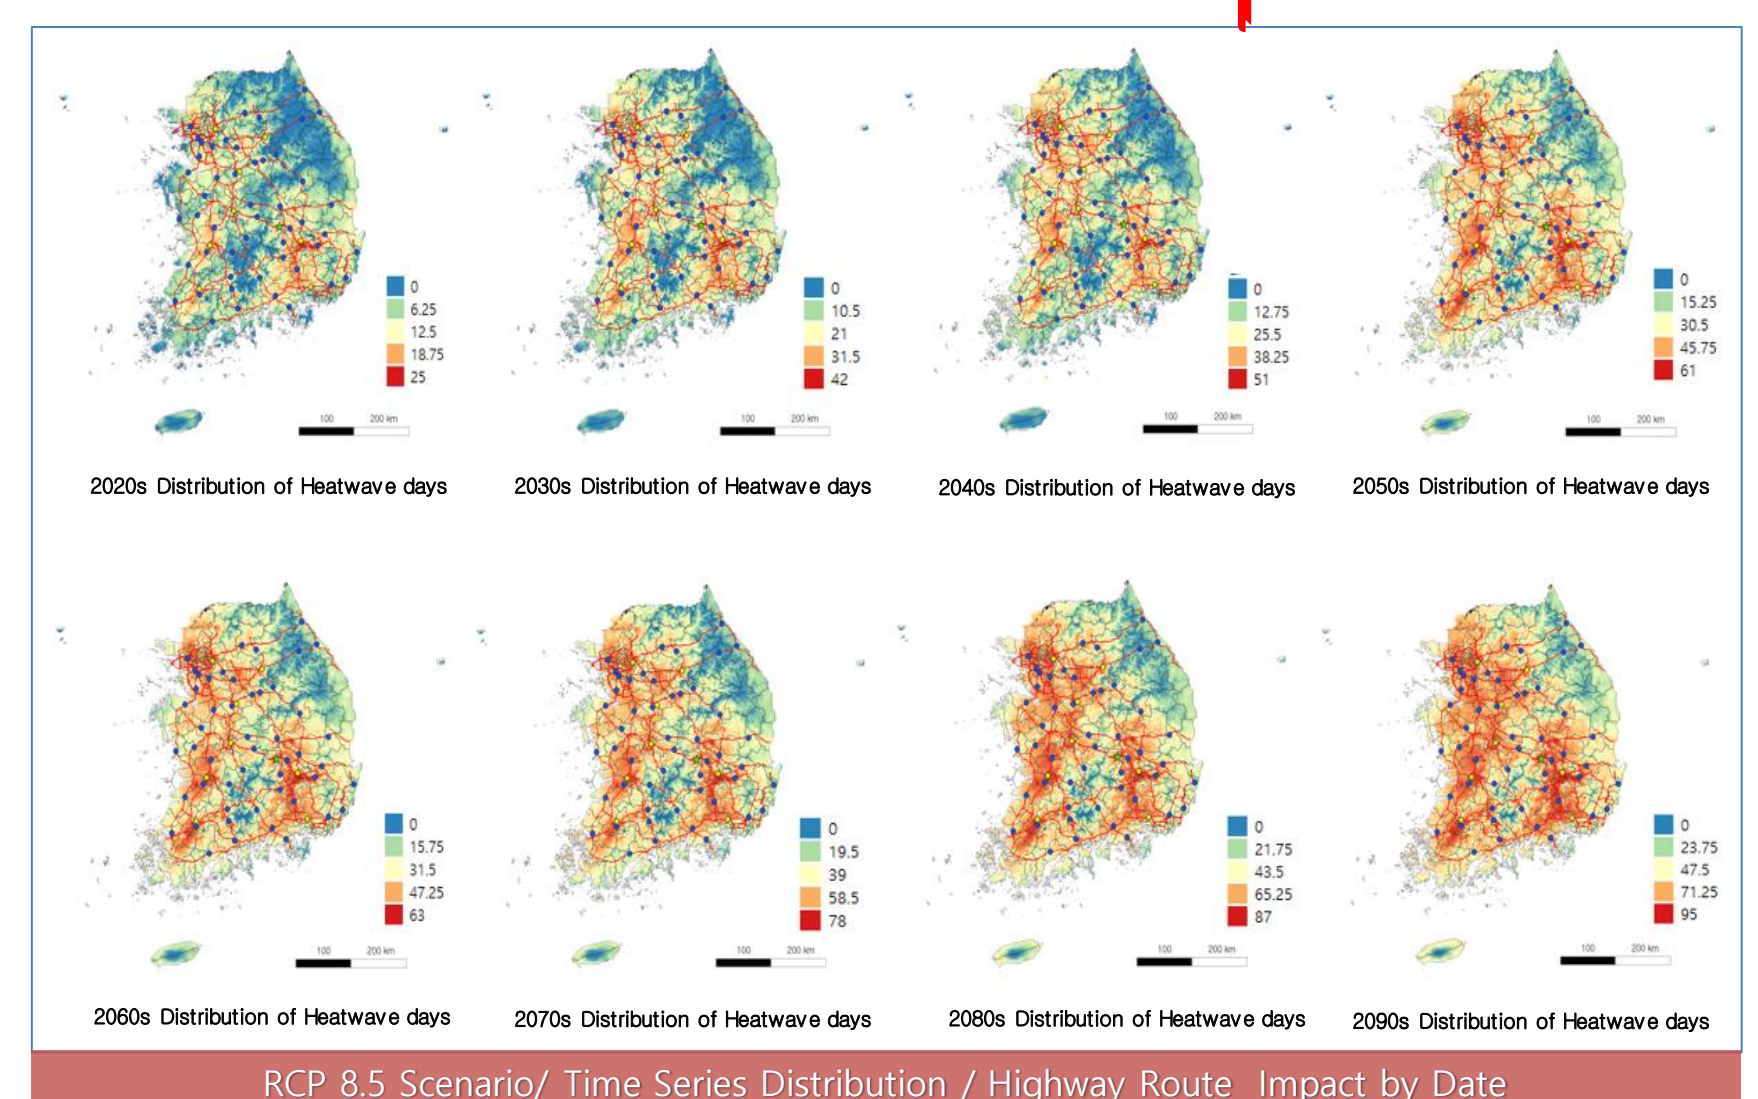 0
6.25
12.5
18.75
25
100 200 km
2020s Distribution of Heatwave days
0
10.5
21
31.5
42
100 200 km
2030s Distribution of Heatwave days
0
12.75
25.5
38.25
51
100 200 km
2040s Distribution of Heatwave days
0
15.25
30.5
45.75
61
100 200 km
2050s Distribution of Heatwave days
0
15.75
31.5
47.25
63
100 200 km
2060s Distribution of Heatwave days
0
19.5
39
58.5
78
100 200 km
2070s Distribution of Heatwave days
0
21.75
43.5
65.25
87
100 200 km
2080s Distribution of Heatwave days
0
23.75
47.5
71.25
95
100 200 km
2090s Distribution of Heatwave days
RCP 8.5 Scenario/ Time Series Distribution / Highway Route Impact by Date